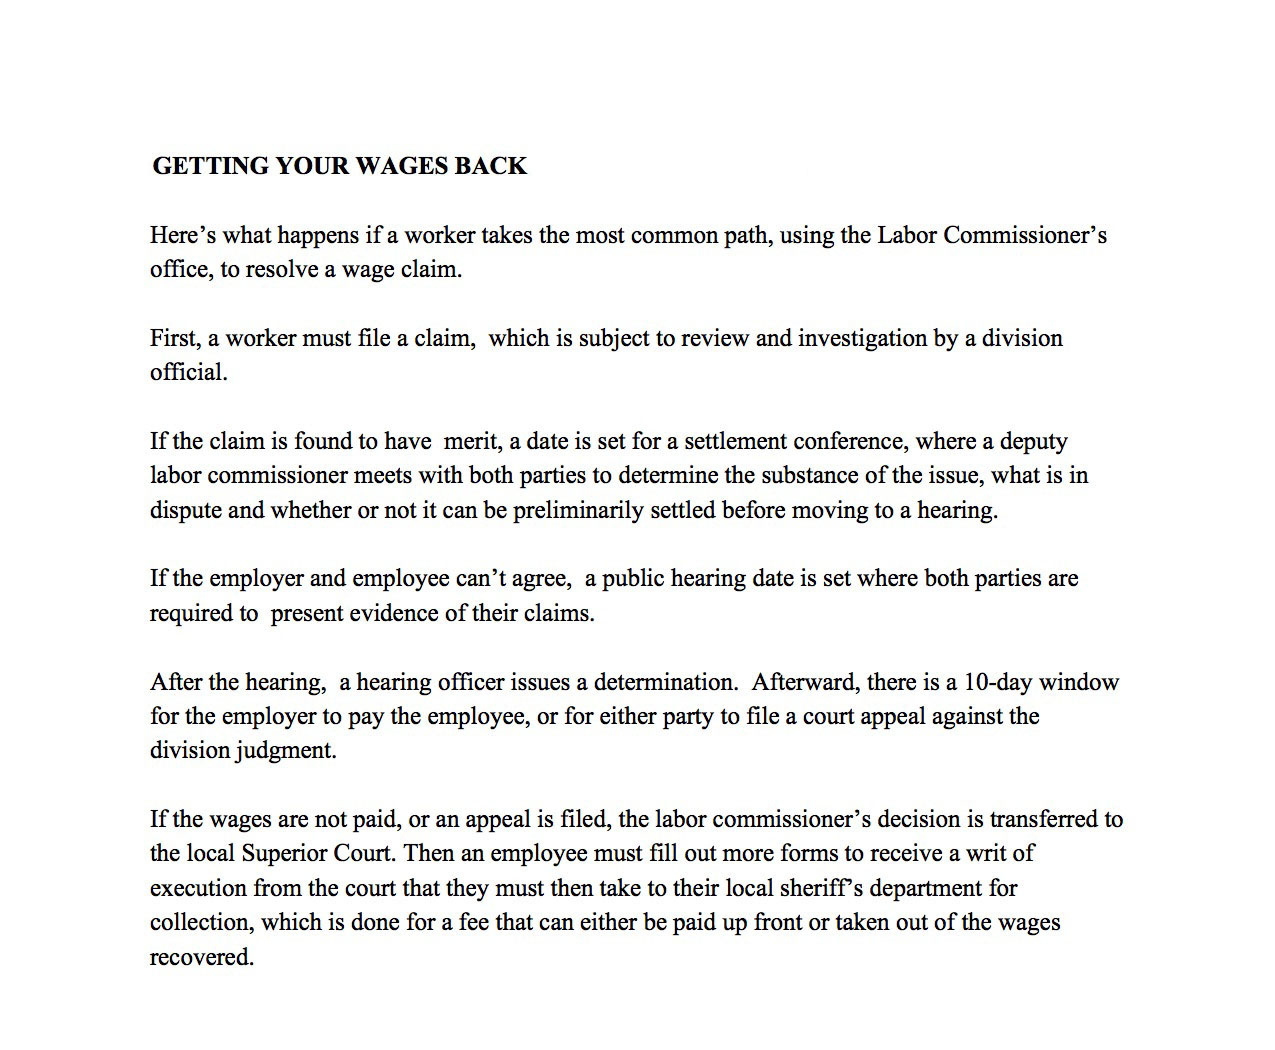 GETTING YOUR WAGES BACK
Here’s what happens if a worker takes the most common path, using the Labor Commissioner’s
office, to resolve a wage claim.
First, a worker must file a claim,  which is subject to review and investigation by a division
official.
If the claim is found to have  merit, a date is set for a settlement conference, where a deputy
labor commissioner meets with both parties to determine the substance of the issue, what is in
dispute and whether or not it can be preliminarily settled before moving to a hearing.
If the employer and employee can’t agree,  a public hearing date is set where both parties are
required to  present evidence of their claims.
After the hearing,  a hearing officer issues a determination.  Afterward, there is a 10-day window
for the employer to pay the employee, or for either party to file a court appeal against the
division judgment.
If the wages are not paid, or an appeal is filed, the labor commissioner’s decision is transferred to
the local Superior Court. Then an employee must fill out more forms to receive a writ of
execution from the court that they must then take to their local sheriff’s department for
collection, which is done for a fee that can either be paid up front or taken out of the wages
recovered.